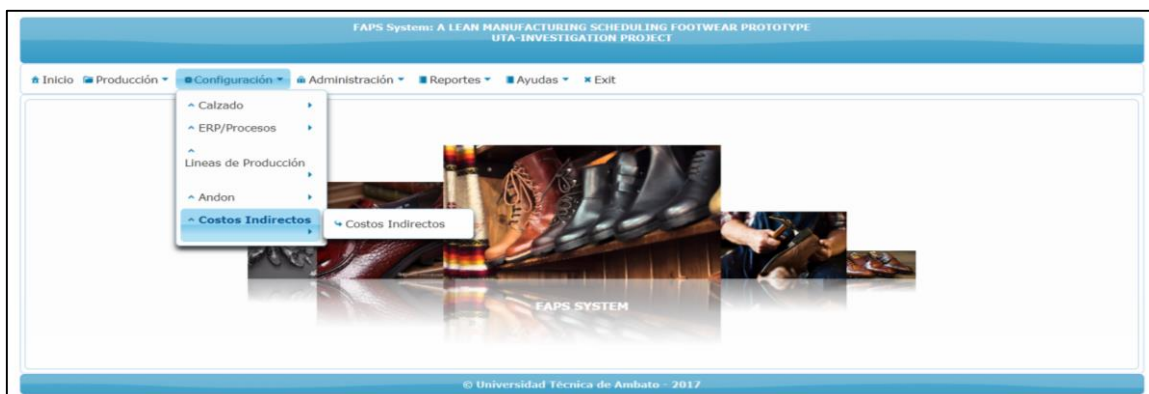 FAPS System: A LEAN MANUFACTURING SCHEDULING FOOTWEAR PROTOTYPE
UTA-INVESTIGATION PROJECT
Inicio Producción Configuración Administración Reportes Ayudas Exit
Calzado
ERP/Procesos
Lineas de Producción
Andon
Costos Indirectos
Costos Indirectos
FAPS SYSTEM
© Universidad Técnica de Ambato - 2017